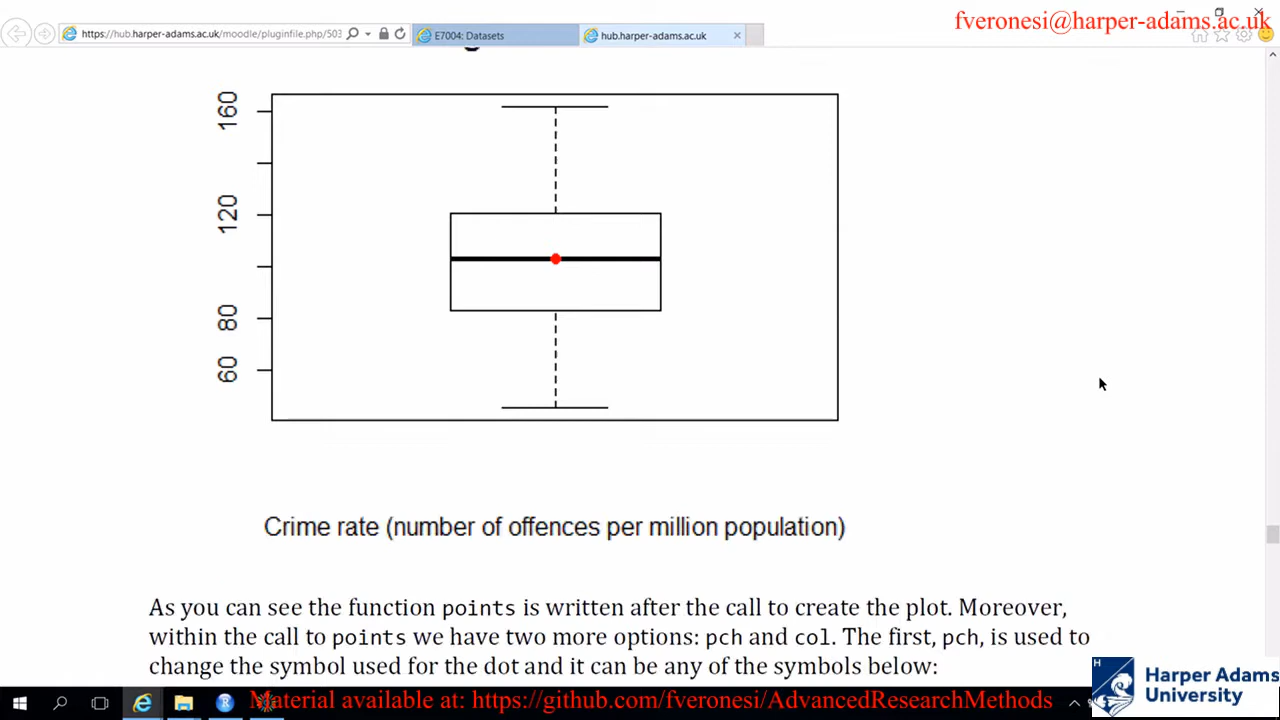 fveronesi@harper-adams.ac.uk
https://hub.harper-adams.ac.uk/moodle/pluginfile.php/503
E7004: Datasets
hub.harper-adams.ac.uk
160
120
80
60
Crime rate (number of offences per million population)
As you can see the function points is written after the call to create the plot. Moreover,
within the call to points we have two more options: pch and col. The first, pch, is used to
change the symbol used for the dot and it can be any of the symbols below:
H
Harper Adams
University
Material available at: https://github.com/fveronesi/AdvancedResearchMethods